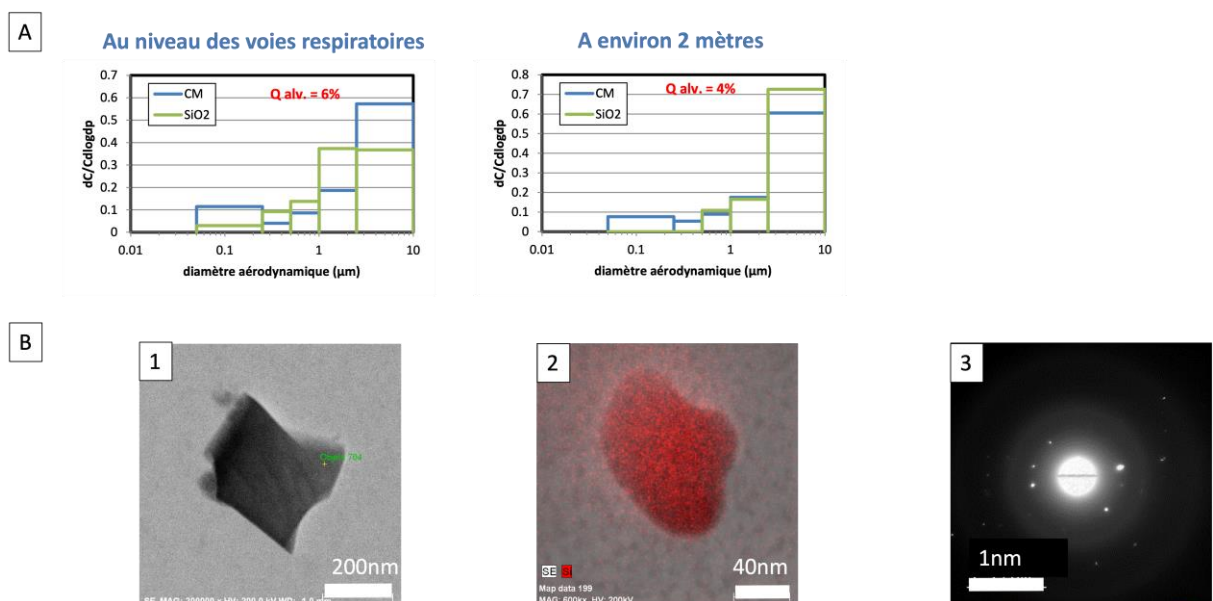 A
Au niveau des voies respiratoires
A environ 2 mètres
dC/Cdlogdp
0.7
0.6
0.5
0.4
0.3
0.2
0.1
0
CM
SiO2
Q alv. = 6%
0.01
0.1
1
10
diamètre aérodynamique (µm)
dC/Cdlogdp
0.8
0.7
0.6
0.5
0.4
0.3
0.2
0.1
0
CM
SiO2
Q alv. = 4%
0.01
0.1
1
10
diamètre aérodynamique (µm)
B
1
200nm
2
SE
Si
Map data 199
MAG: 600kx HV: 200kV
40nm
3
1nm